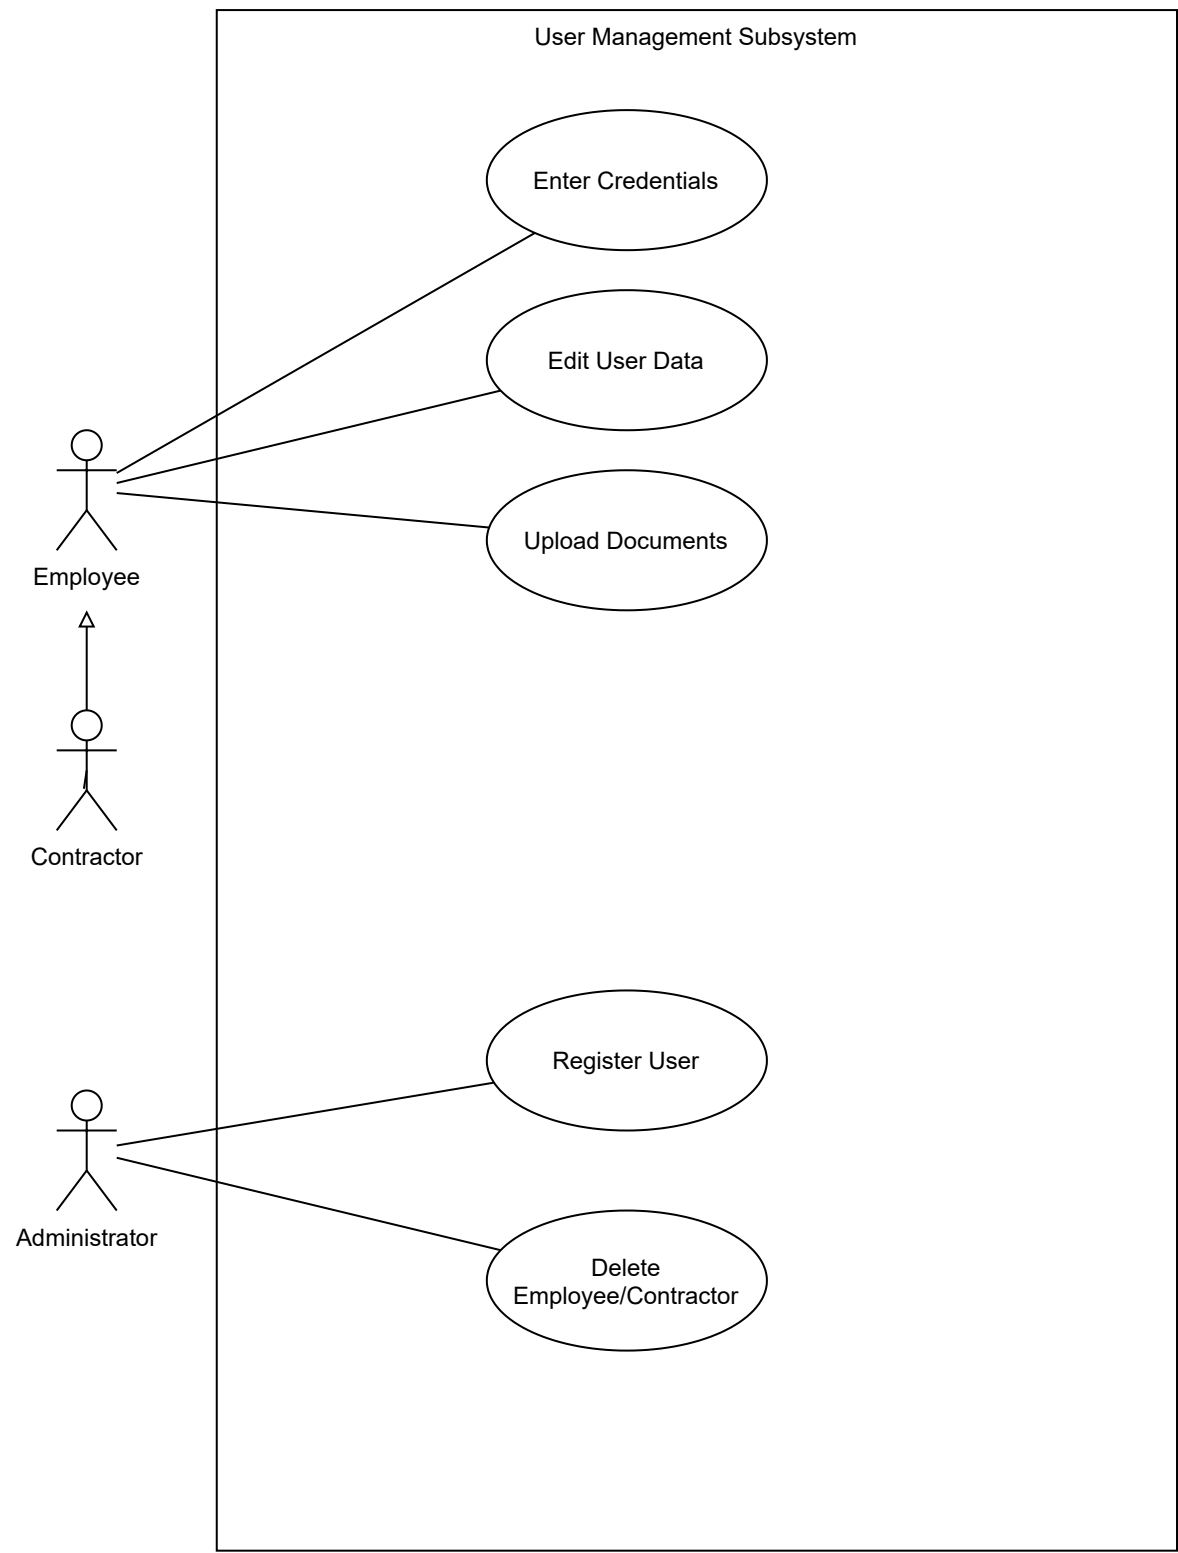 User Management Subsystem
Enter Credentials
Edit User Data
Upload Documents
Employee
Contractor
Register User
Administrator
Delete
Employee/Contractor